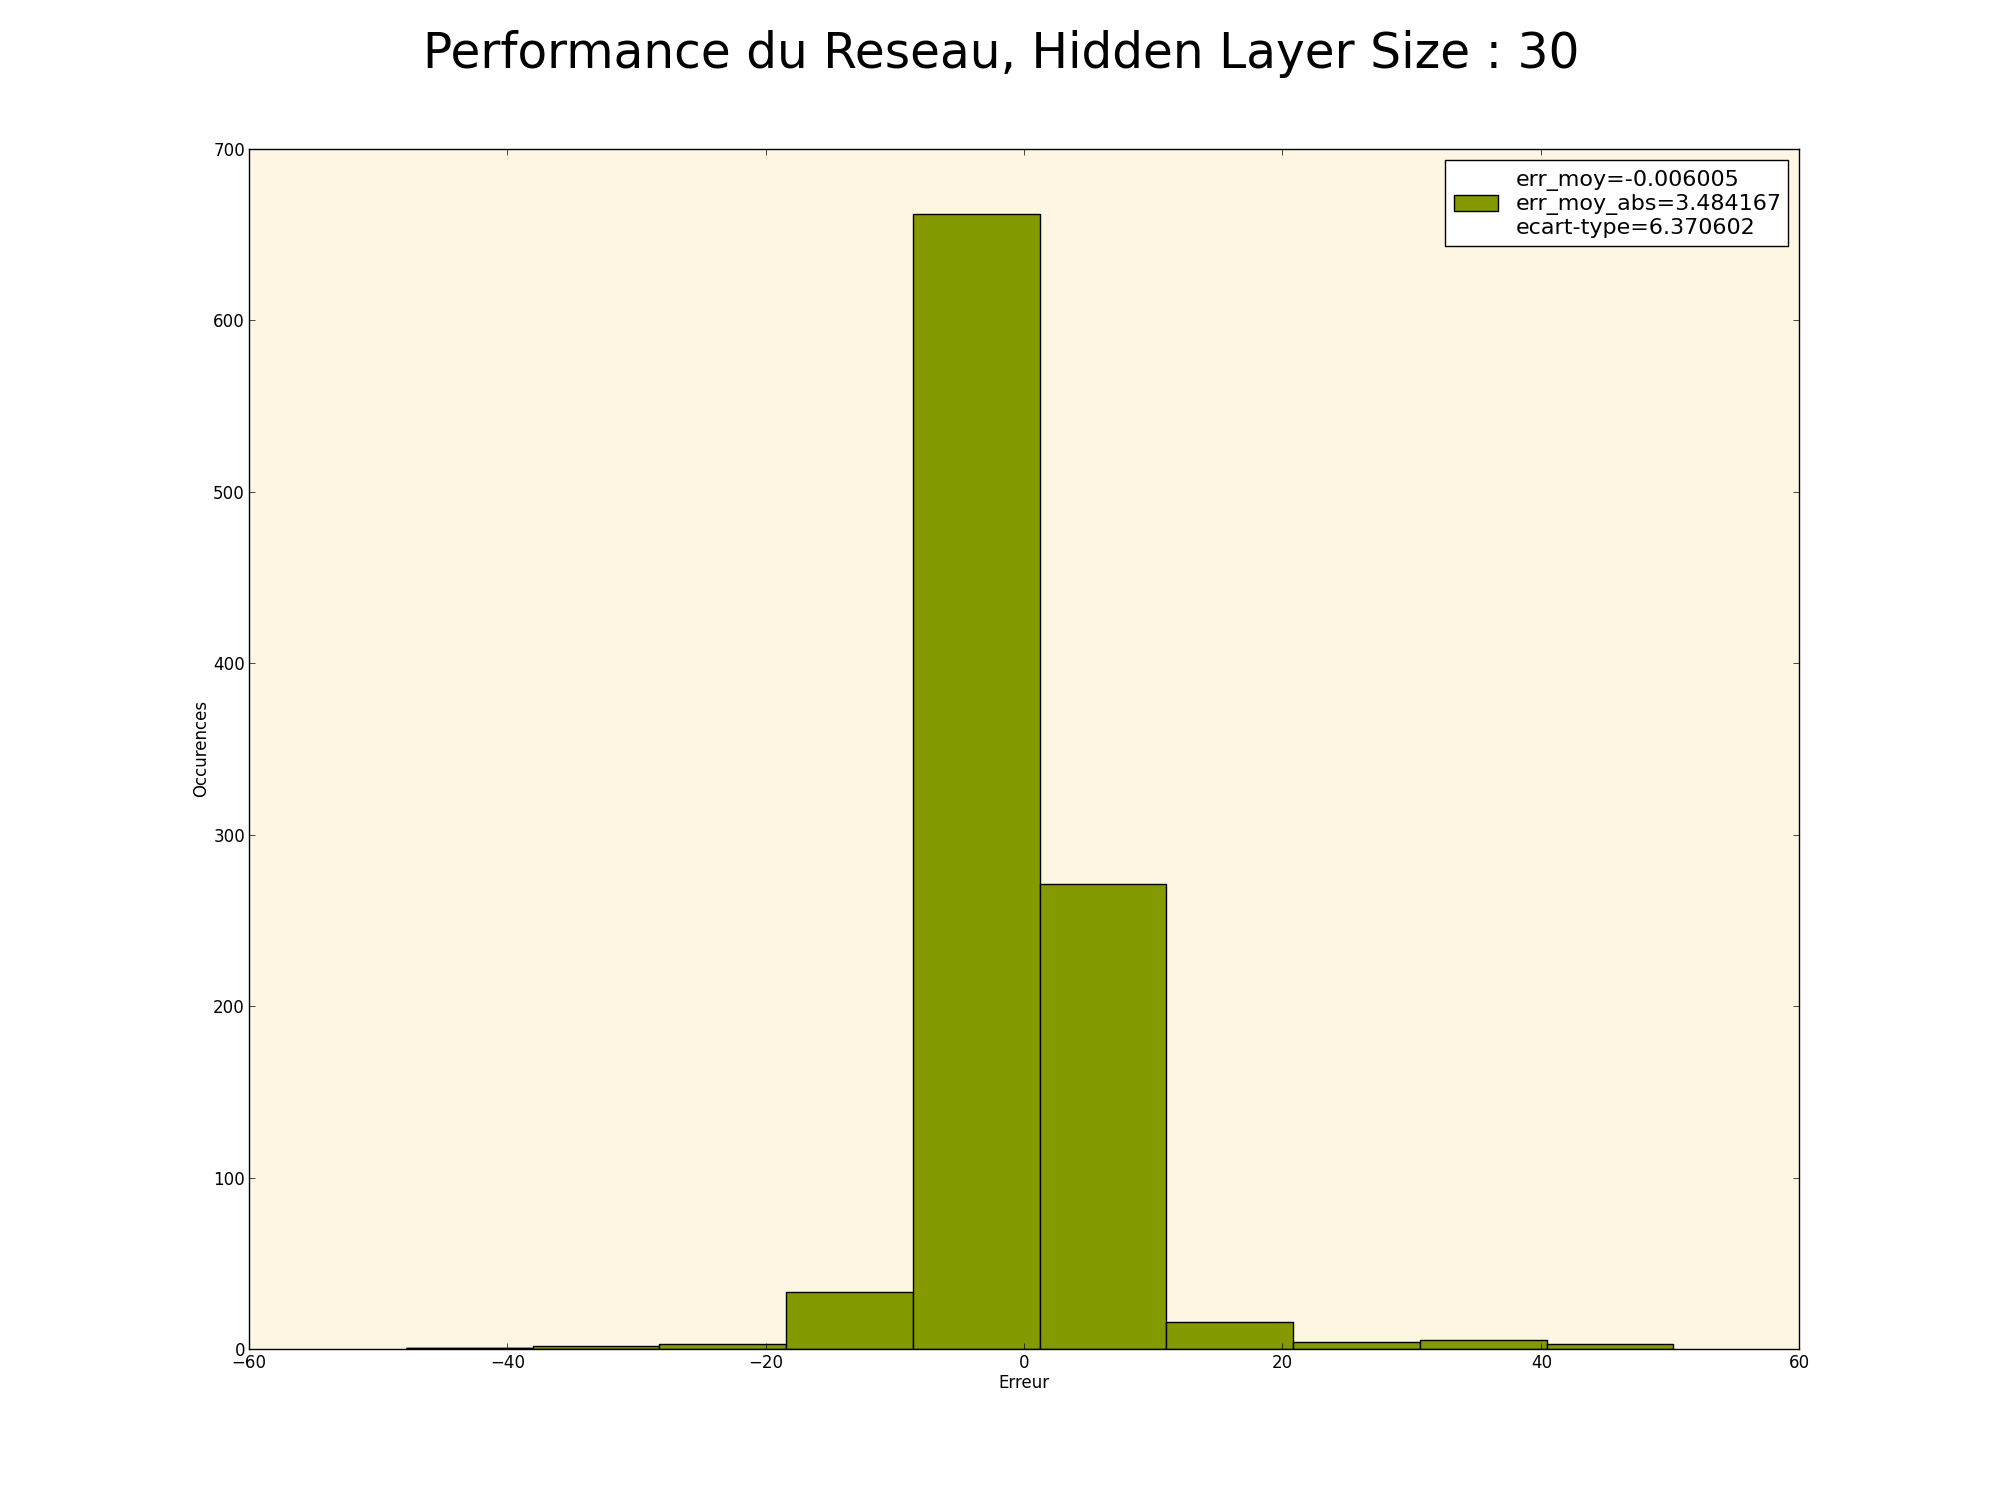 Performance du Reseau, Hidden Layer Size : 30
err_moy=-0.006005
err_moy_abs=3.484167
ecart-type=6.370602
700
600
500
400
300
200
100
0
Occurences
−60
−40
−20
0
20
40
60
Erreur